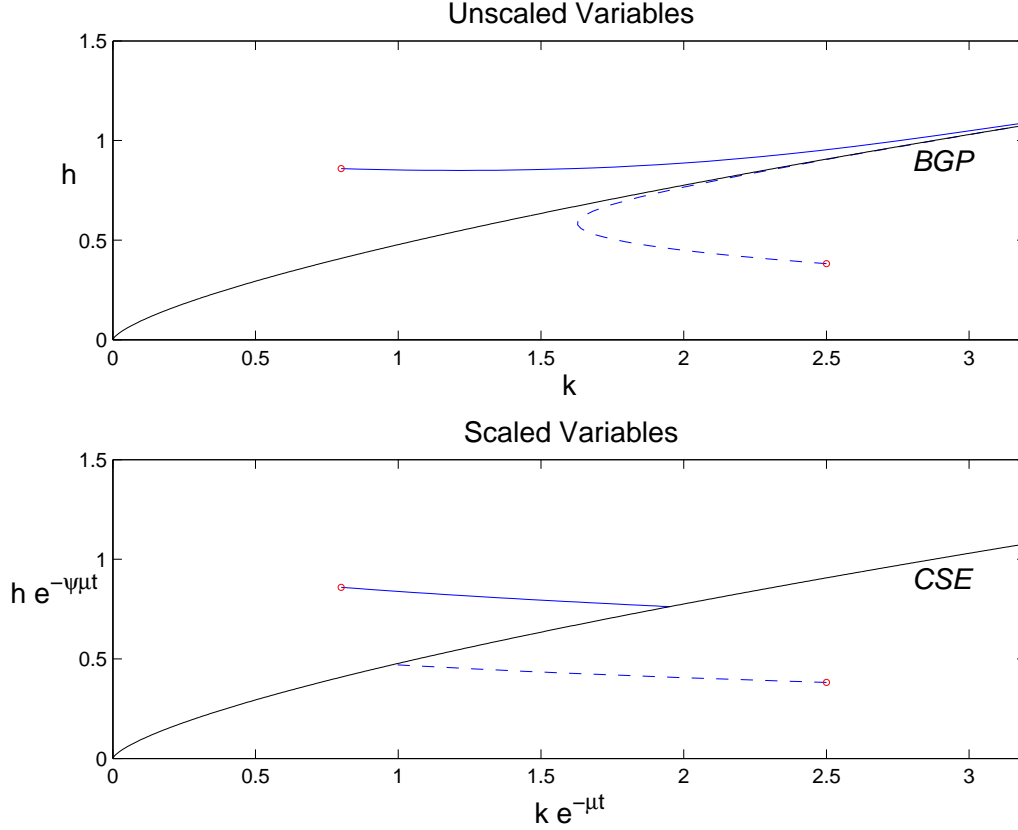 Unscaled Variables
1.5
1
h
BGP
0.5
0
0 0.5 1 1.5 2 2.5 3
k
Scaled Variables
1.5
1
h e^−ψμt
CSE
0.5
0
0 0.5 1 1.5 2 2.5 3
k e^−μt